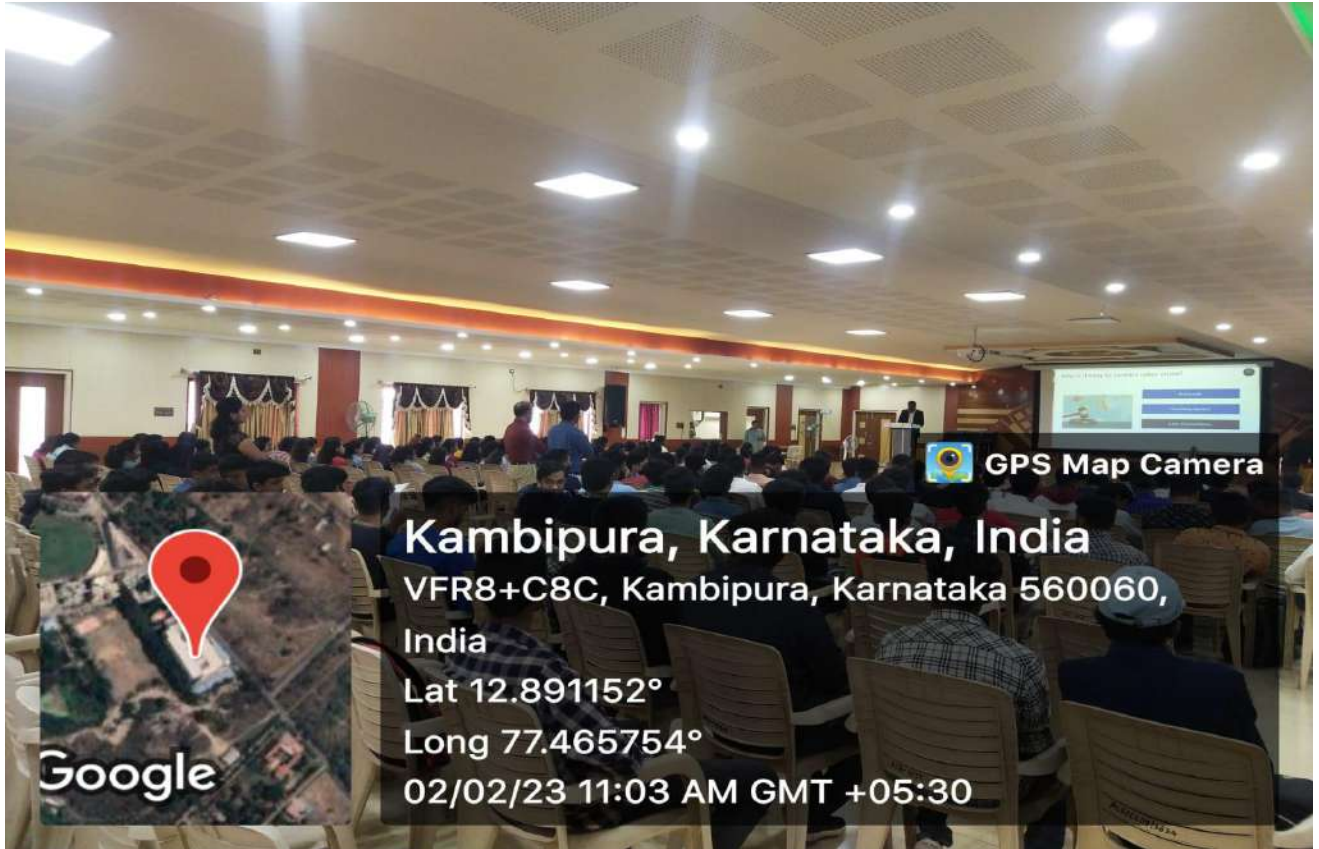 GPS Map Camera
Kambipura, Karnataka, India
VFR8+C8C, Kambipura, Karnataka 560060,
India
Lat 12.891152°
Long 77.465754°
02/02/23 11:03 AM GMT +05:30
Google